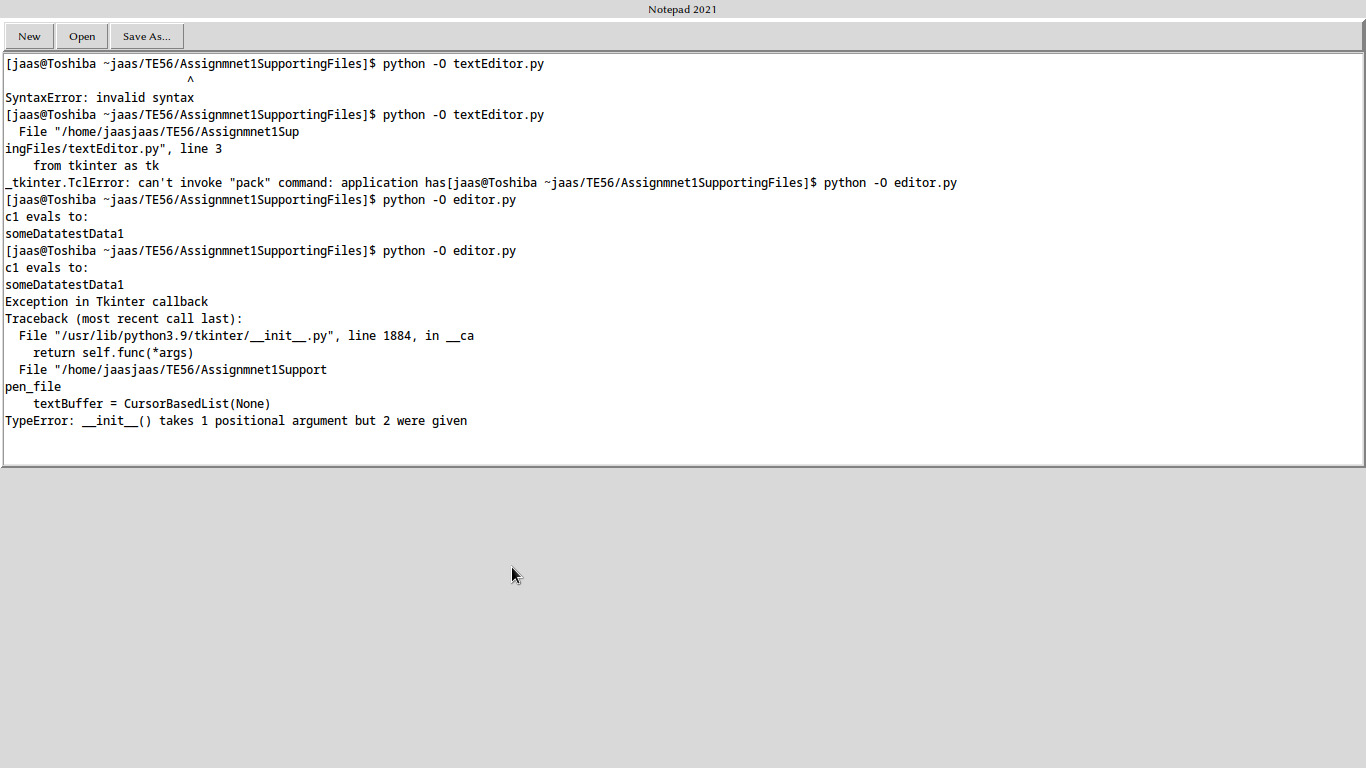 Notepad 2021
New Open Save As...
[jaas@Toshiba ~jaas/TE56/Assignmnet1SupportingFiles]$ python -O textEditor.py
^
SyntaxError: invalid syntax
[jaas@Toshiba ~jaas/TE56/Assignmnet1SupportingFiles]$ python -O textEditor.py
File "/home/jaasjaas/TE56/Assignmnet1Sup
ingFiles/textEditor.py", line 3
from tkinter as tk
_tkinter.TclError: can't invoke "pack" command: application has[jaas@Toshiba ~jaas/TE56/Assignmnet1SupportingFiles]$ python -O editor.py
[jaas@Toshiba ~jaas/TE56/Assignmnet1SupportingFiles]$ python -O editor.py
c1 evals to:
someDatatestData1
[jaas@Toshiba ~jaas/TE56/Assignmnet1SupportingFiles]$ python -O editor.py
c1 evals to:
someDatatestData1
Exception in Tkinter callback
Traceback (most recent call last):
File "/usr/lib/python3.9/tkinter/__init__.py", line 1884, in __ca
return self.func(*args)
File "/home/jaasjaas/TE56/Assignmnet1Support
pen_file
textBuffer = CursorBasedList(None)
TypeError: __init__() takes 1 positional argument but 2 were given